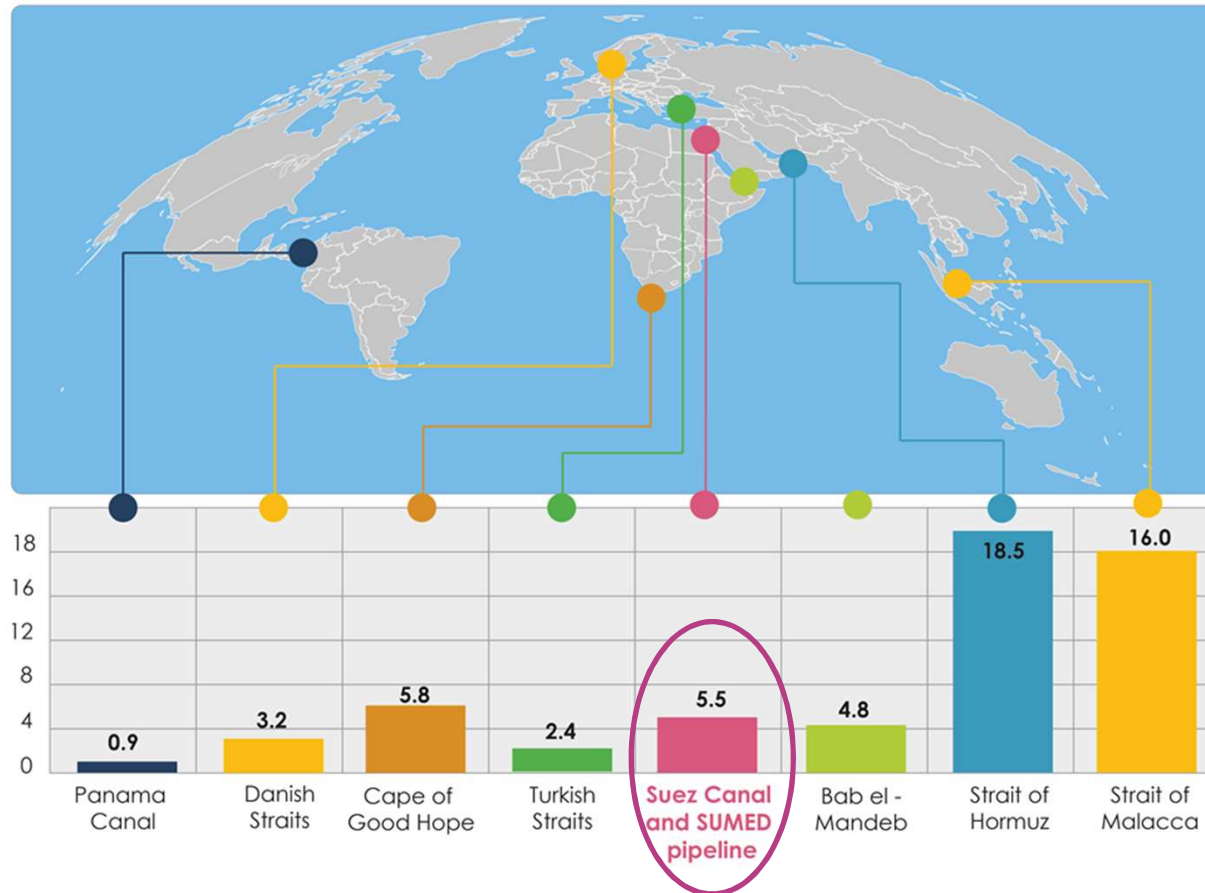 18
16
12
8
4
0
0.9
3.2
5.8
2.4
5.5
4.8
18.5
16.0
Panama
Canal
Danish
Straits
Cape of
Good Hope
Turkish
Straits
Suez Canal
and SUMED
pipeline
Bab el -
Mandeb
Strait of
Hormuz
Strait of
Malacca